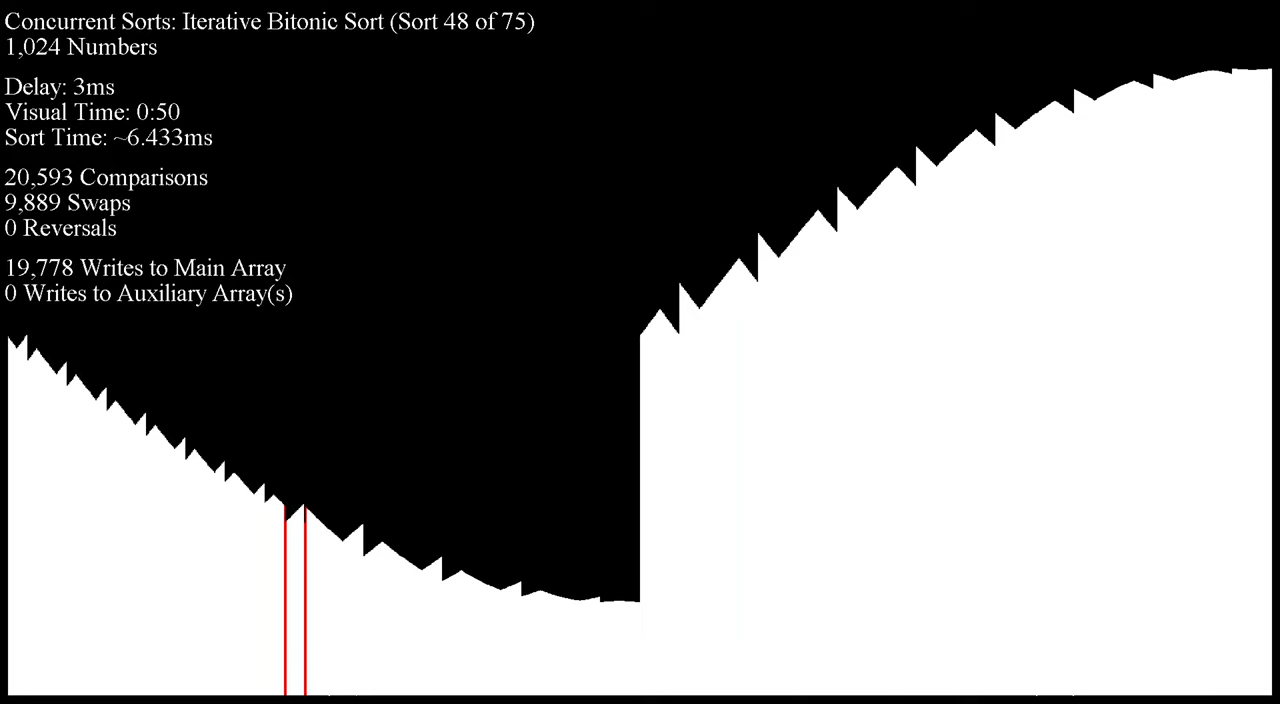 Concurrent Sorts: Iterative Bitonic Sort (Sort 48 of 75)
1,024 Numbers
Delay: 3ms
Visual Time: 0:50
Sort Time: ~6.433ms
20,593 Comparisons
9,889 Swaps
0 Reversals
19,778 Writes to Main Array
0 Writes to Auxiliary Array(s)